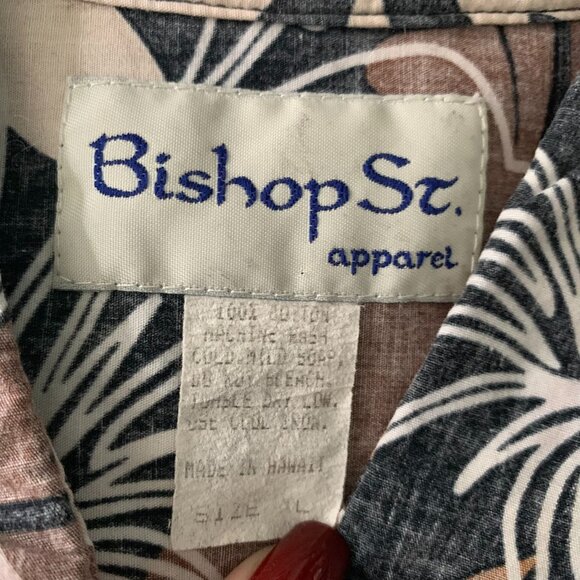 Bishop St.
apparel
100% COTTON
MACHINE WASH
COLD-MILD SOAP,
DO NOT BLEACH.
TUMBLE DRY LOW.
USE COOL IRON.
MADE IN HAWAII
SIZE XL